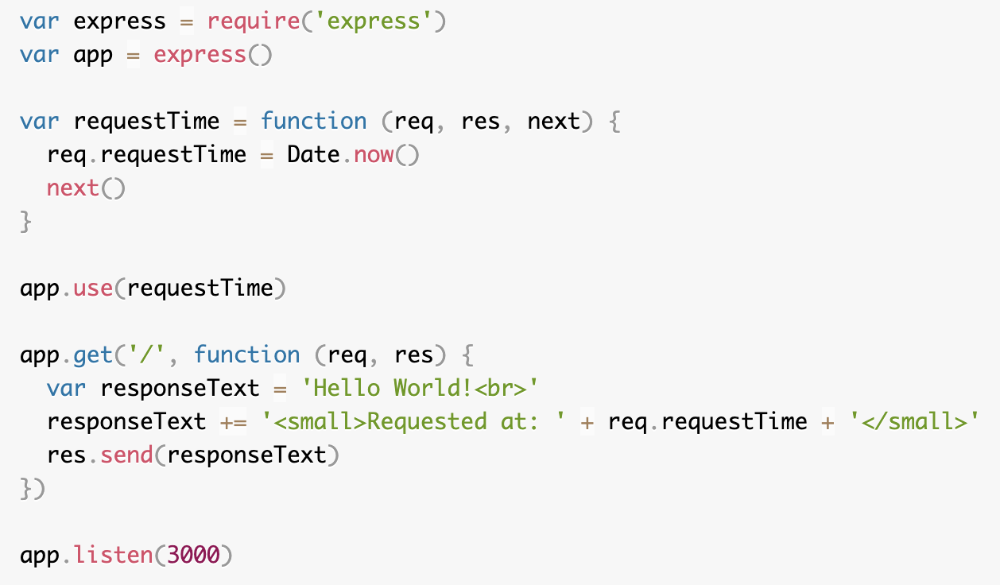 var express = require('express')
var app = express()

var requestTime = function (req, res, next) {
  req.requestTime = Date.now()
  next()
}

app.use(requestTime)

app.get('/', function (req, res) {
  var responseText = 'Hello World!<br>'
  responseText += '<small>Requested at: ' + req.requestTime + '</small>'
  res.send(responseText)
})

app.listen(3000)